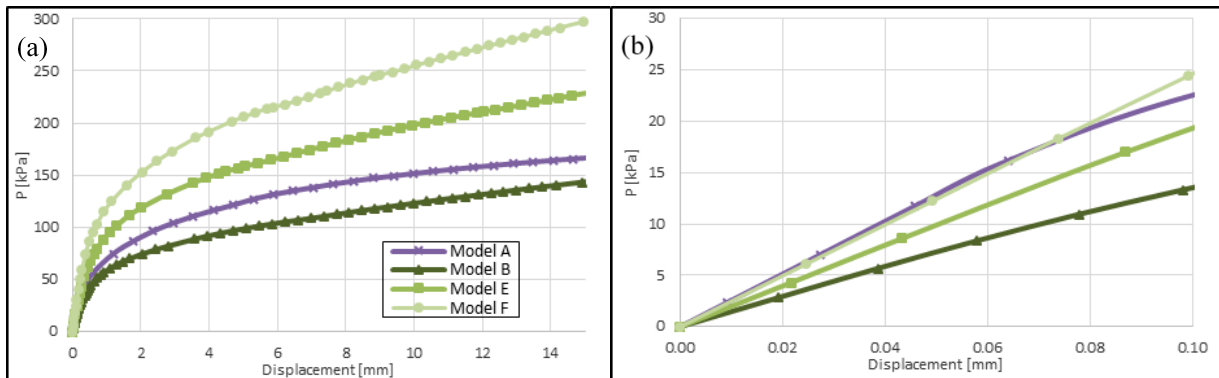 (a)
P [kPa]
300
250
200
150
100
50
0
0 2 4 6 8 10 12 14
Displacement [mm]
Model A
Model B
Model E
Model F
(b)
P [kPa]
30
25
20
15
10
5
0
0.00 0.02 0.04 0.06 0.08 0.10
Displacement [mm]